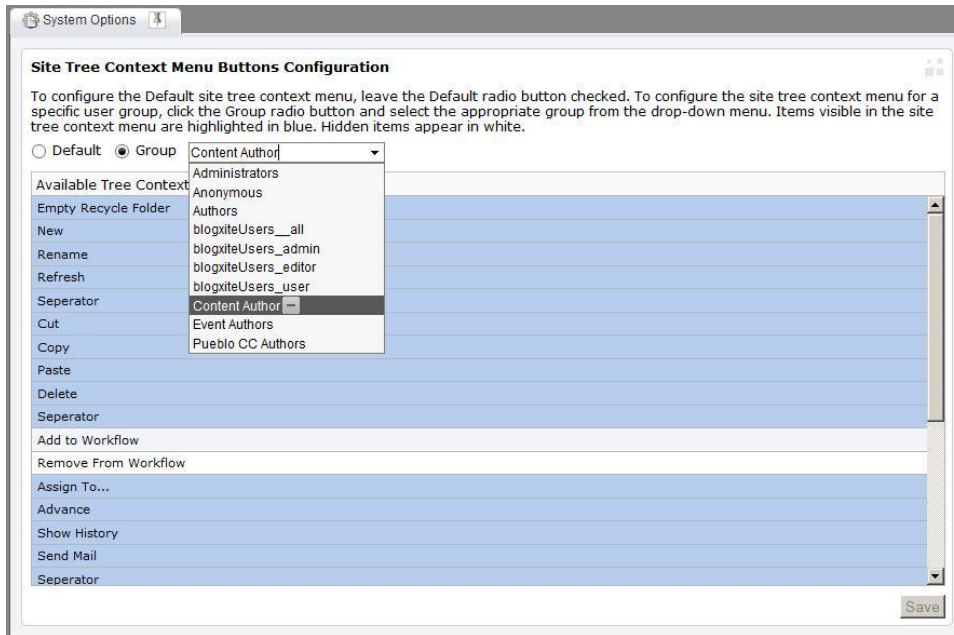 System Options
Site Tree Context Menu Buttons Configuration
To configure the Default site tree context menu, leave the Default radio button checked. To configure the site tree context menu for a
specific user group, click the Group radio button and select the appropriate group from the drop-down menu. Items visible in the site
tree context menu are highlighted in blue. Hidden items appear in white.
Default Group Content Author
Administrators
Anonymous
Authors
blogxiteUsers__all
blogxiteUsers_admin
blogxiteUsers_editor
blogxiteUsers_user
Content Author
Event Authors
Pueblo CC Authors
Available Tree Context
Empty Recycle Folder
New
Rename
Refresh
Seperator
Cut
Copy
Paste
Delete
Seperator
Add to Workflow
Remove From Workflow
Assign To...
Advance
Show History
Send Mail
Seperator
Save